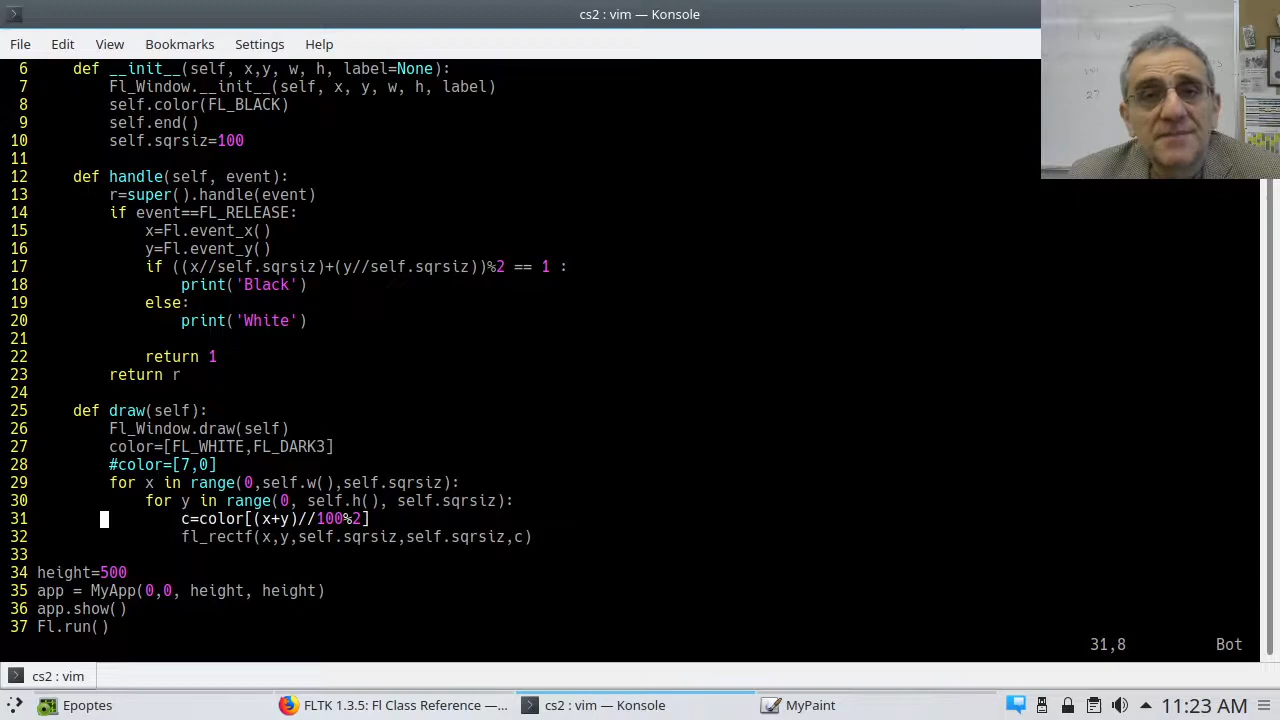 cs2 : vim — Konsole
File Edit View Bookmarks Settings Help
6 def __init__(self, x,y, w, h, label=None):
7 Fl_Window.__init__(self, x, y, w, h, label)
8 self.color(FL_BLACK)
9 self.end()
10 self.sqrsiz=100
11
12 def handle(self, event):
13 r=super().handle(event)
14 if event==FL_RELEASE:
15 x=Fl.event_x()
16 y=Fl.event_y()
17 if ((x//self.sqrsiz)+(y//self.sqrsiz))%2 == 1 :
18 print('Black')
19 else:
20 print('White')
21
22 return 1
23 return r
24
25 def draw(self):
26 Fl_Window.draw(self)
27 color=[FL_WHITE,FL_DARK3]
28 #color=[7,0]
29 for x in range(0,self.w(),self.sqrsiz):
30 for y in range(0, self.h(), self.sqrsiz):
31 c=color[(x+y)//100%2]
32 fl_rectf(x,y,self.sqrsiz,self.sqrsiz,c)
33
34 height=500
35 app = MyApp(0,0, height, height)
36 app.show()
37 Fl.run()
31,8 Bot
cs2 : vim
Epoptes FLTK 1.3.5: Fl Class Reference —... cs2 : vim — Konsole MyPaint 11:23 AM